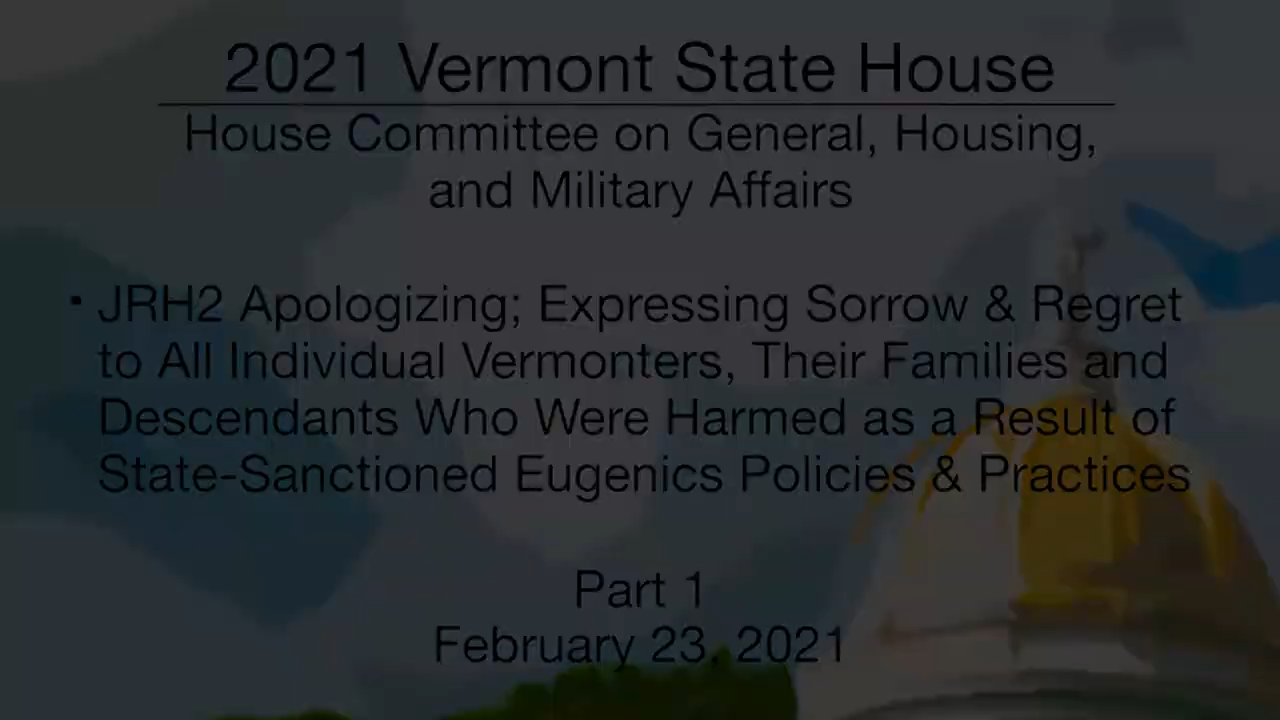 2021 Vermont State House
House Committee on General, Housing,
and Military Affairs
▪ JRH2 Apologizing; Expressing Sorrow & Regret
to All Individual Vermonters, Their Families and
Descendants Who Were Harmed as a Result of
State-Sanctioned Eugenics Policies & Practices
Part 1
February 23, 2021